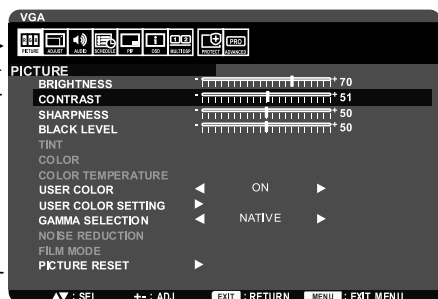 VGA
PICTURE ADJUST AUDIO SCHEDULE PIP OSD MULTI DSP PROTECT PRO ADVANCED
PICTURE
BRIGHTNESS - + 70
CONTRAST - + 51
SHARPNESS - + 50
BLACK LEVEL - + 50
TINT
COLOR
COLOR TEMPERATURE
USER COLOR ON
USER COLOR SETTING
GAMMA SELECTION NATIVE
NOISE REDUCTION
FILM MODE
PICTURE RESET
▲▼ : SEL +- : ADJ EXIT : RETURN MENU : EXIT MENU